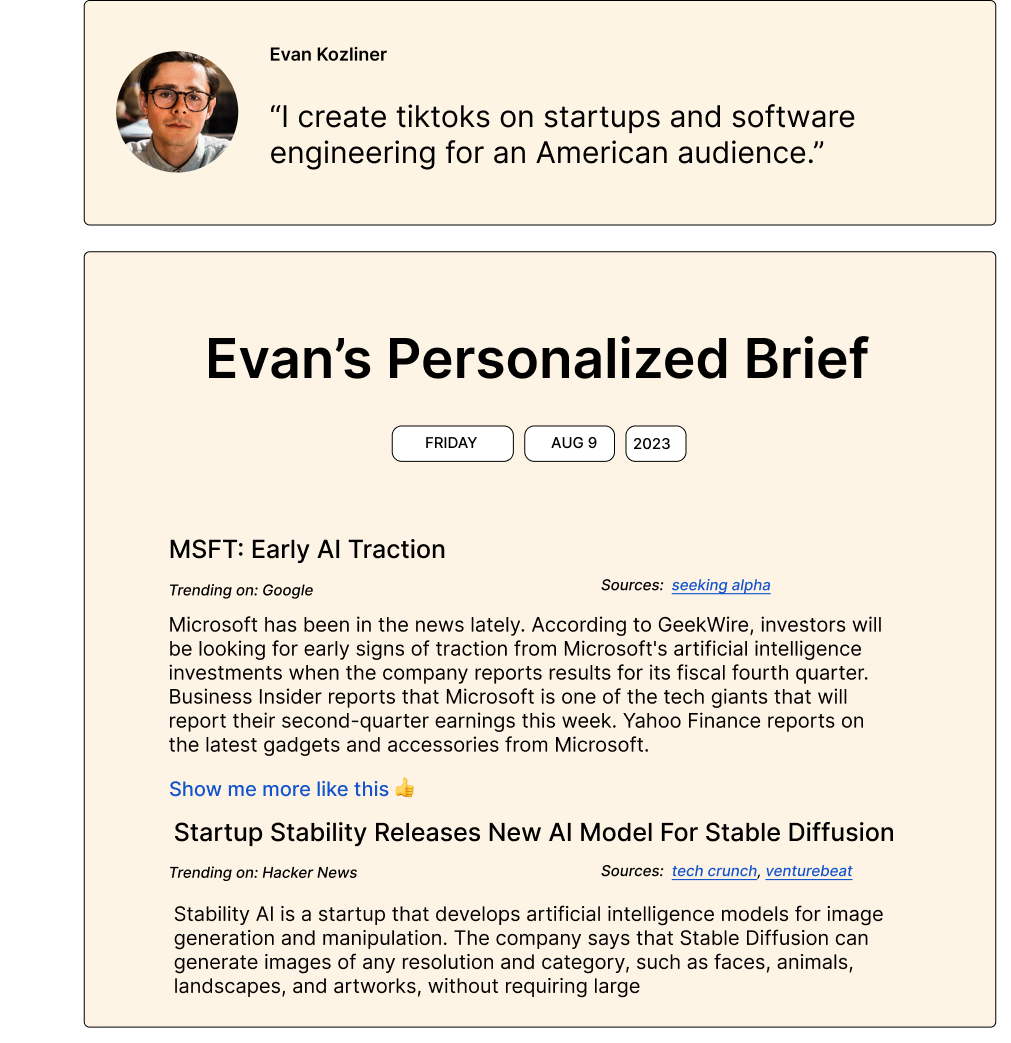 Evan Kozliner
“I create tiktoks on startups and software
engineering for an American audience.”
Evan’s Personalized Brief
FRIDAY AUG 9 2023
MSFT: Early AI Traction
Trending on: Google Sources: seeking alpha
Microsoft has been in the news lately. According to GeekWire, investors will
be looking for early signs of traction from Microsoft's artificial intelligence
investments when the company reports results for its fiscal fourth quarter.
Business Insider reports that Microsoft is one of the tech giants that will
report their second-quarter earnings this week. Yahoo Finance reports on
the latest gadgets and accessories from Microsoft.
Show me more like this 👍
Startup Stability Releases New AI Model For Stable Diffusion
Trending on: Hacker News Sources: tech crunch, venturebeat
Stability AI is a startup that develops artificial intelligence models for image
generation and manipulation. The company says that Stable Diffusion can
generate images of any resolution and category, such as faces, animals,
landscapes, and artworks, without requiring large